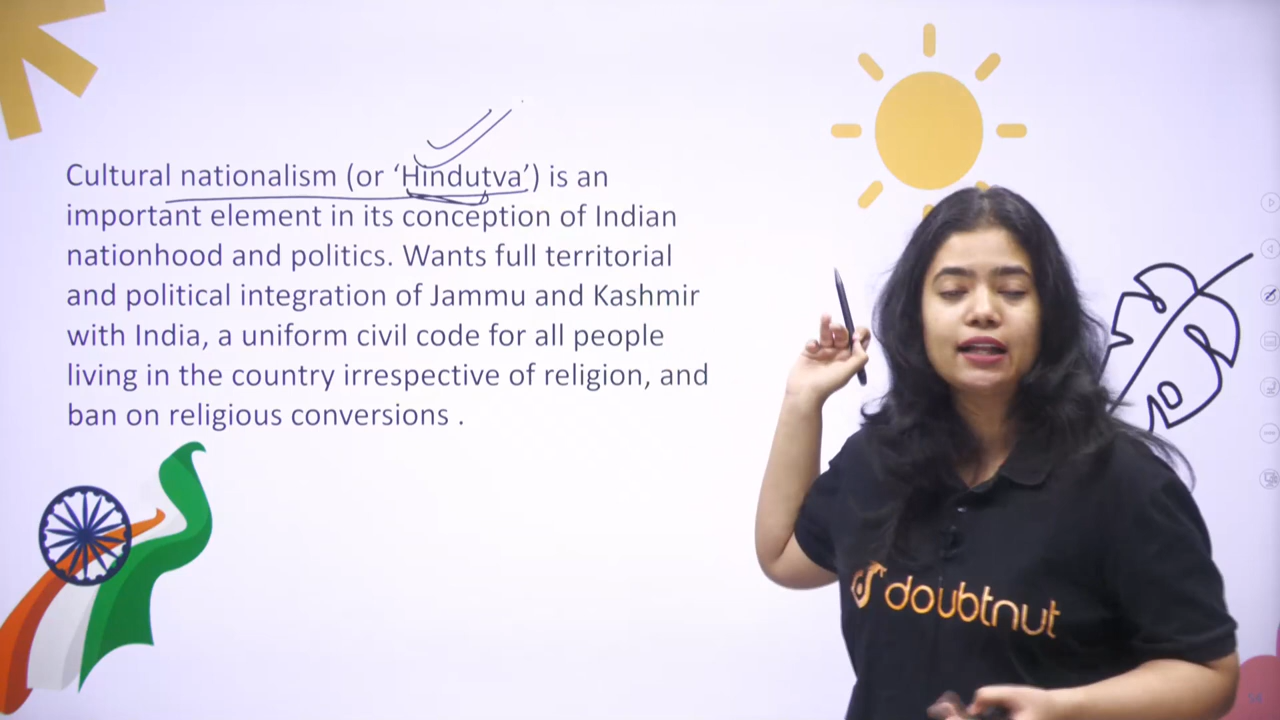 Cultural nationalism (or ‘Hindutva’) is an
important element in its conception of Indian
nationhood and politics. Wants full territorial
and political integration of Jammu and Kashmir
with India, a uniform civil code for all people
living in the country irrespective of religion, and
ban on religious conversions .
doubtnut